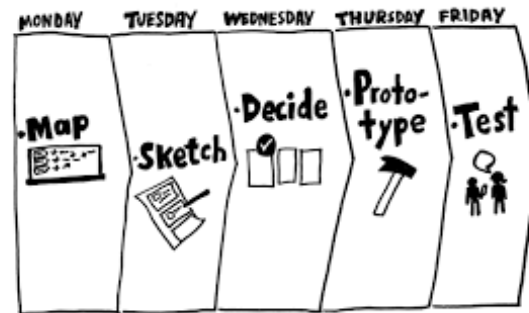 MONDAY
TUESDAY
WEDNESDAY
THURSDAY
FRIDAY
·Map
·Sketch
·Decide
·Proto-
type
·Test